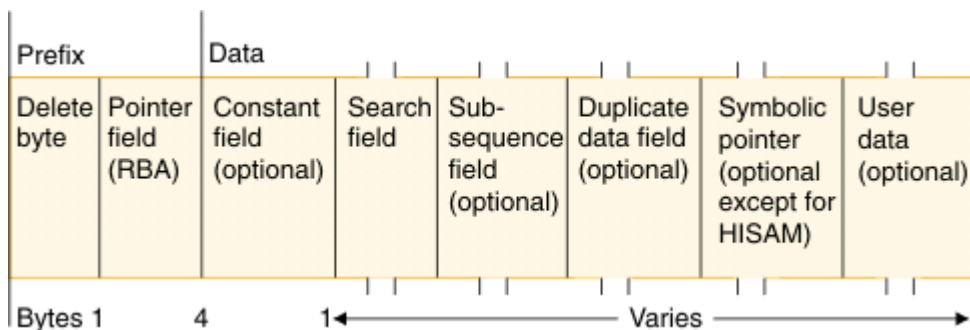 Prefix
Data
Delete byte
Pointer field (RBA)
Constant field (optional)
Search field
Sub-sequence field (optional)
Duplicate data field (optional)
Symbolic pointer (optional except for HISAM)
User data (optional)
Bytes 1 4 1 Varies